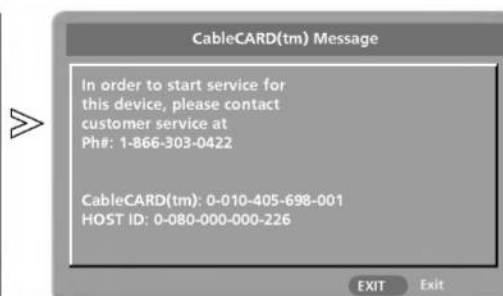 CableCARD(tm) Message
In order to start service for
this device, please contact
customer service at
Ph#: 1-866-303-0422
CableCARD(tm): 0-010-405-698-001
HOST ID: 0-080-000-000-226
EXIT Exit